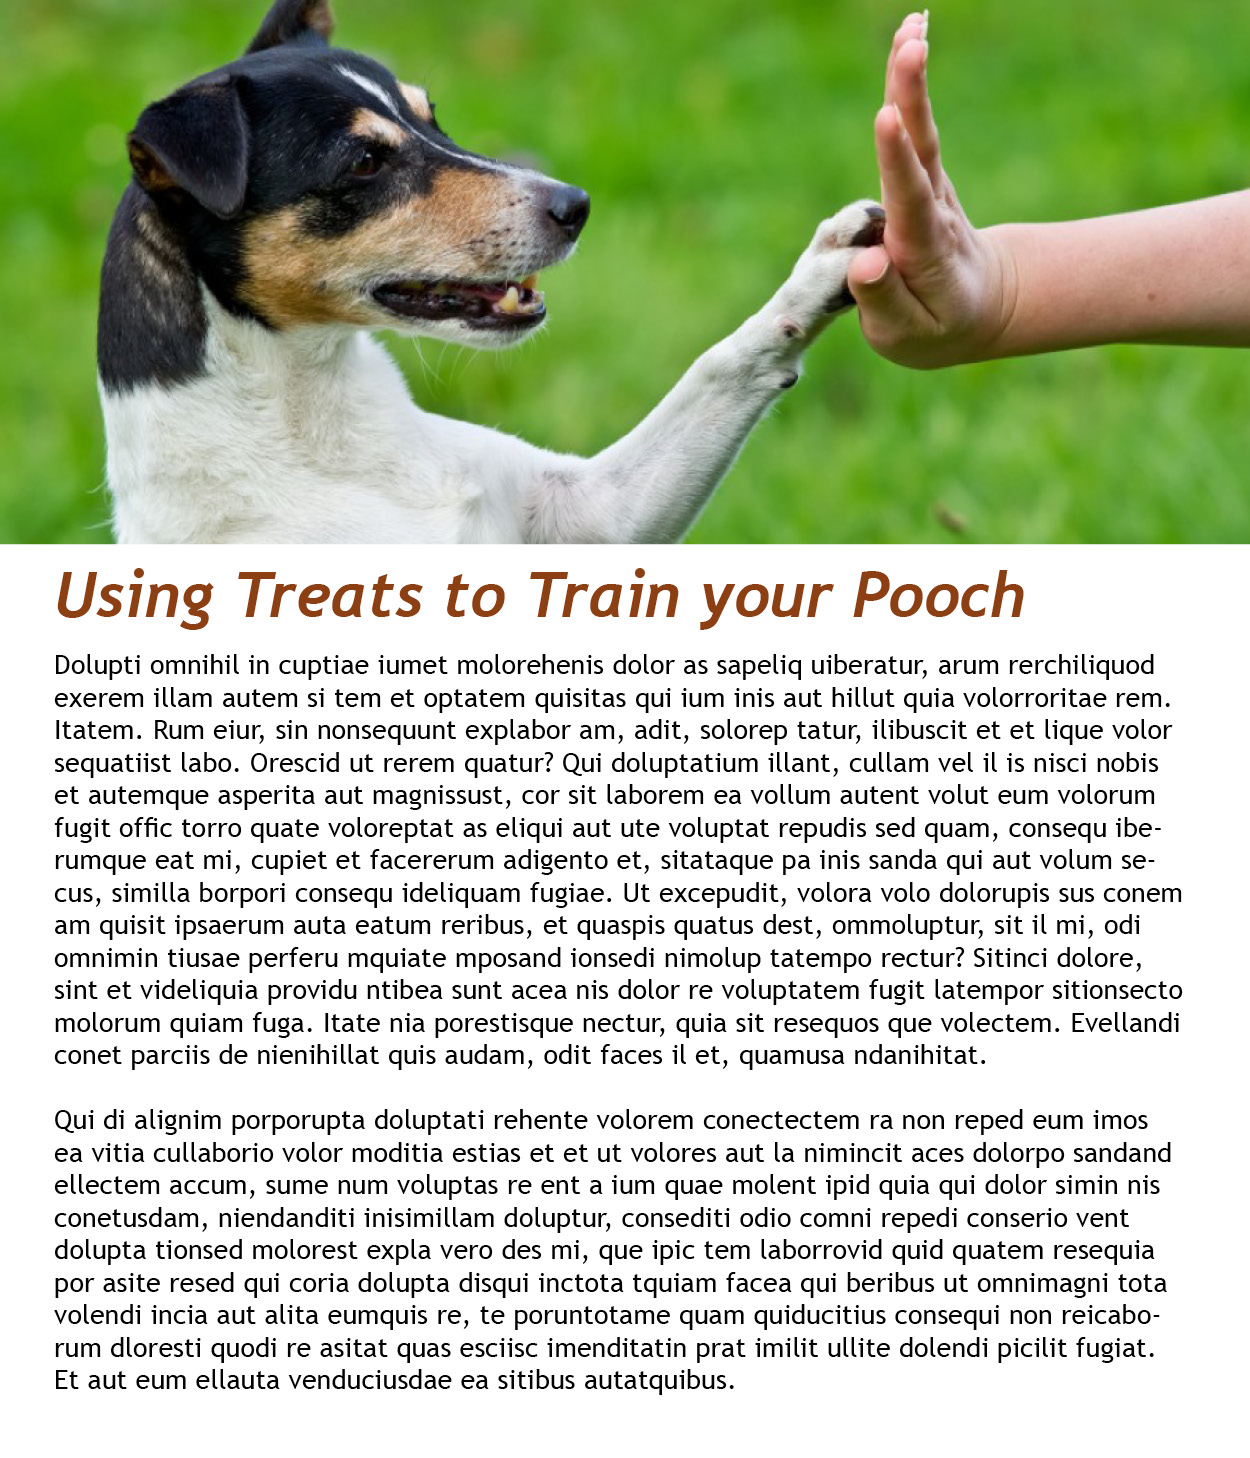 Using Treats to Train your Pooch
Dolupti omnihil in cuptiae iumet molorehenis dolor as sapeliq uiberatur, arum rerchiliquod
exerem illam autem si tem et optatem quisitas qui ium inis aut hillut quia volorroritae rem.
Itatem. Rum eiur, sin nonsequunt explabor am, adit, solorep tatur, ilibuscit et et lique volor
sequatiist labo. Orescid ut rerem quatur? Qui doluptatium illant, cullam vel il is nisci nobis
et autemque asperita aut magnissust, cor sit laborem ea vollum autent volut eum volorum
fugit offic torro quate voloreptat as eliqui aut ute voluptat repudis sed quam, consequ ibe-
rumque eat mi, cupiet et facererum adigento et, sitataque pa inis sanda qui aut volum se-
cus, similla borpori consequ ideliquam fugiae. Ut excepudit, volora volo dolorupis sus conem
am quisit ipsaerum auta eatum reribus, et quaspis quatus dest, ommoluptur, sit il mi, odi
omnimin tiusae perferu mquiate mposand ionsedi nimolup tatempo rectur? Sitinci dolore,
sint et videliquia providu ntibea sunt acea nis dolor re voluptatem fugit latempor sitionsecto
molorum quiam fuga. Itate nia porestisque nectur, quia sit resequos que volectem. Evellandi
conet parciis de nienihillat quis audam, odit faces il et, quamusa ndanihitat.
Qui di alignim porporupta doluptati rehente volorem conectectem ra non reped eum imos
ea vitia cullaborio volor moditia estias et et ut volores aut la nimincit aces dolorpo sandand
ellectem accum, sume num voluptas re ent a ium quae molent ipid quia qui dolor simin nis
conetusdam, niendanditi inisimillam doluptur, consediti odio comni repedi conserio vent
dolupta tionsed molorest expla vero des mi, que ipic tem laborrovid quid quatem resequia
por asite resed qui coria dolupta disqui inctota tquiam facea qui beribus ut omnimagni tota
volendi incia aut alita eumquis re, te poruntotame quam quiducitius consequi non reicabo-
rum dloresti quodi re asitat quas esciisc imenditatin prat imilit ullite dolendi picilit fugiat.
Et aut eum ellauta venduciusdae ea sitibus autatquibus.